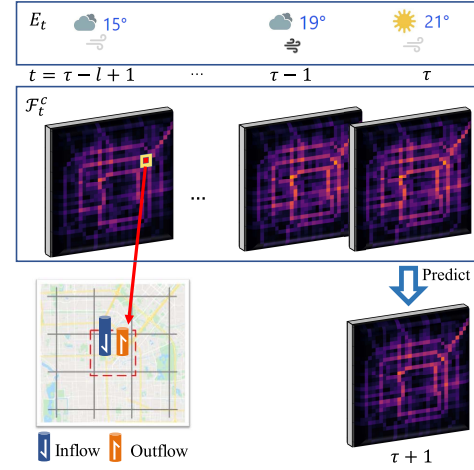 E_t 15° 19° 21°
t = τ − l + 1 ... τ − 1 τ
ℱ_t^c
...
Predict
Inflow Outflow
τ + 1